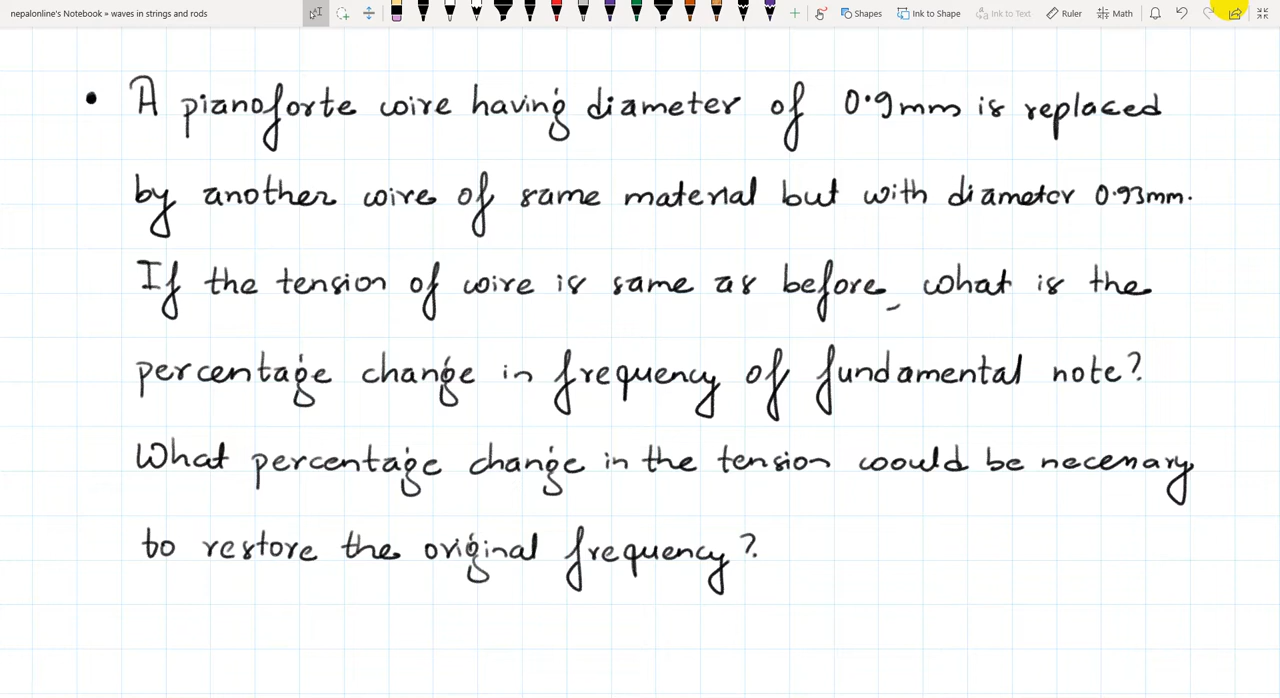 nepalonline's Notebook » waves in strings and rods
Shapes Ink to Shape Ink to Text Ruler Math
• A pianoforte wire having diameter of 0.9mm is replaced
by another wire of same material but with diameter 0.93mm.
If the tension of wire is same as before, what is the
percentage change in frequency of fundamental note?
What percentage change in the tension would be necessary
to restore the original frequency?